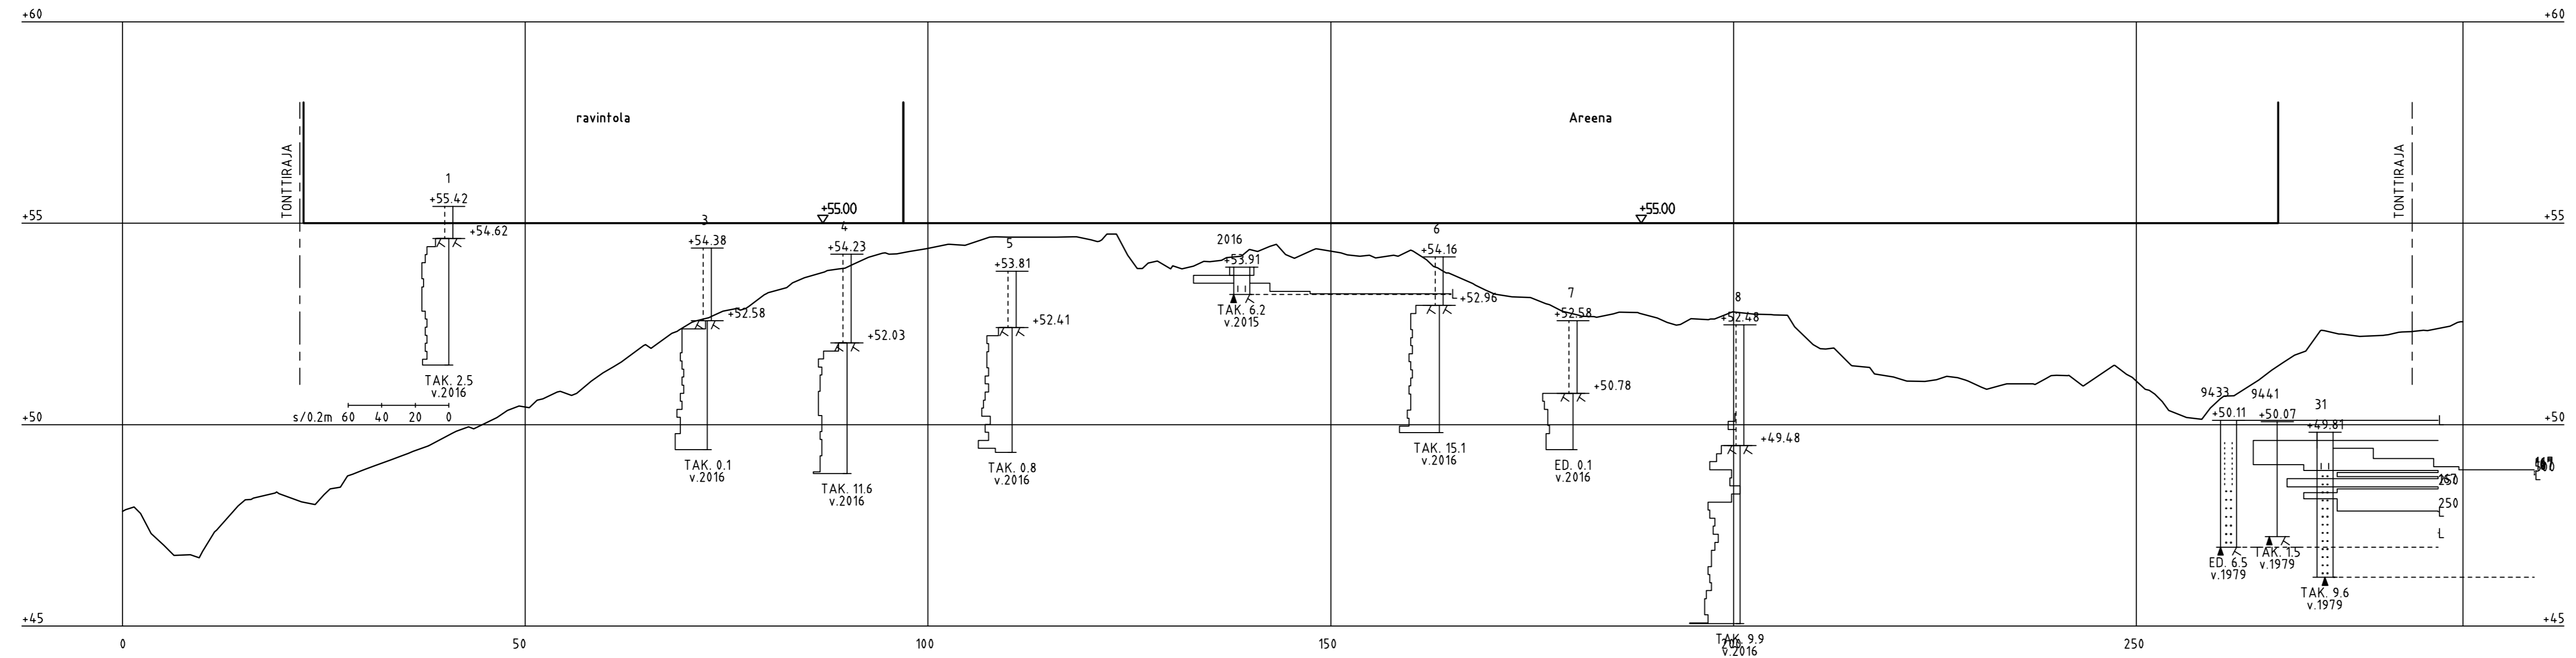 +60
+60
ravintola
Areena
TONTTIRAJA
TONTTIRAJA
1
+55.42
+54.62
TAK. 2.5
v.2016
s/0.2m 60 40 20 0
+55
+55
3
+54.38
+52.58
TAK. 0.1
v.2016
+55.00
4
+54.23
+52.03
TAK. 11.6
v.2016
5
+53.81
+52.41
TAK. 0.8
v.2016
2016
+53.91
TAK. 6.2
v.2015
6
+54.16
+52.96
TAK. 15.1
v.2016
+55.00
7
+52.58
+50.78
ED. 0.1
v.2016
8
+52.48
+49.48
TAK. 9.9
v.2016
9433
+50.11
ED. 6.5
v.1979
9441
+50.07
TAK. 1.5
v.1979
31
+49.81
TAK. 9.6
v.1979
250
250
+50
+50
+45
+45
0 50 100 150 200 250